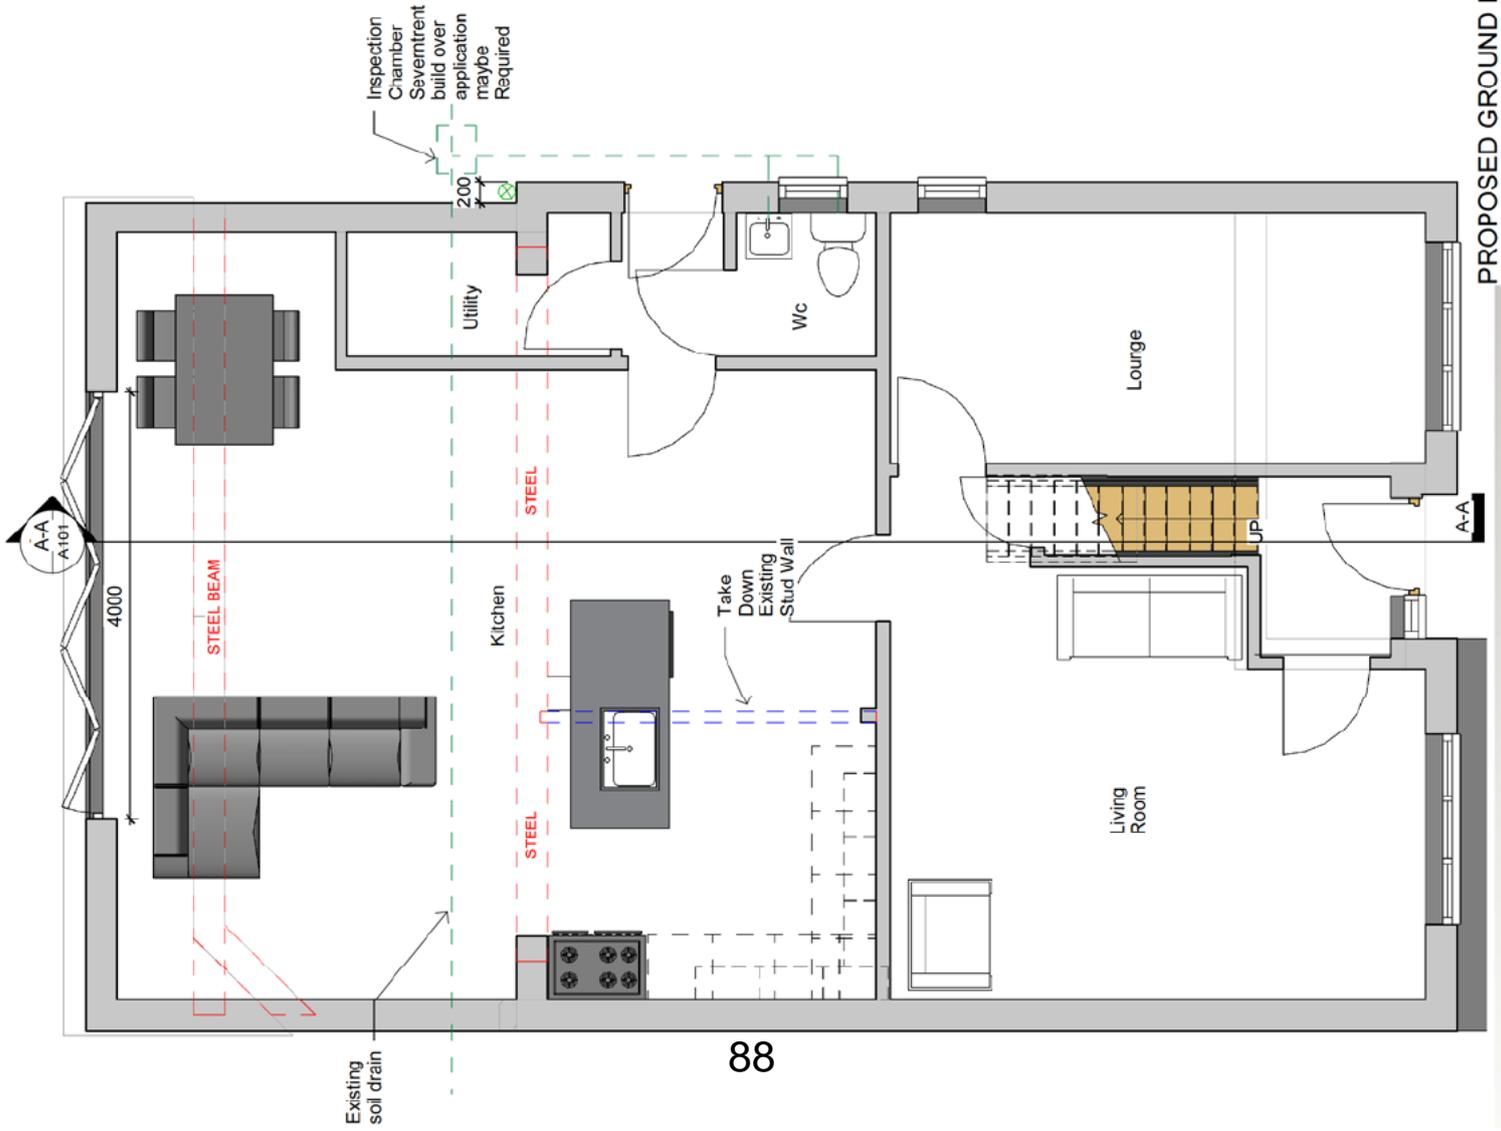 Inspection
Chamber
Severntrent
build over
application
maybe
Required
PROPOSED GROUND
200
Utility
Wc
Lounge
STEEL
A-A
A101
A-A
UP
STEEL BEAM
4000
Kitchen
Take
Down
Existing
Stud Wall
STEEL
Living
Room
Existing
soil drain
88